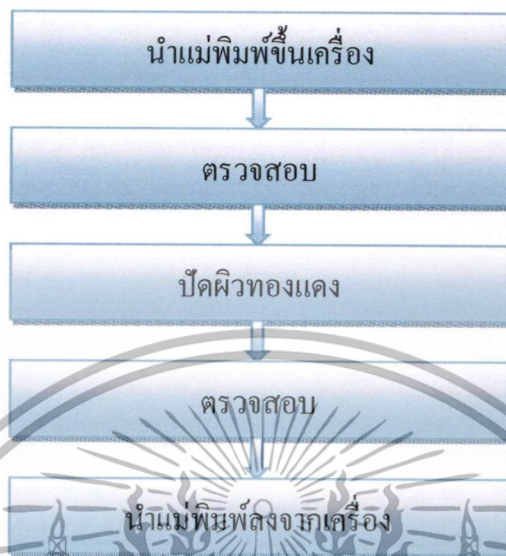 นำแม่พิมพ์ขึ้นเครื่อง
ตรวจสอบ
ปัดผิวทองแดง
ตรวจสอบ
นำแม่พิมพ์ลงจากเครื่อง